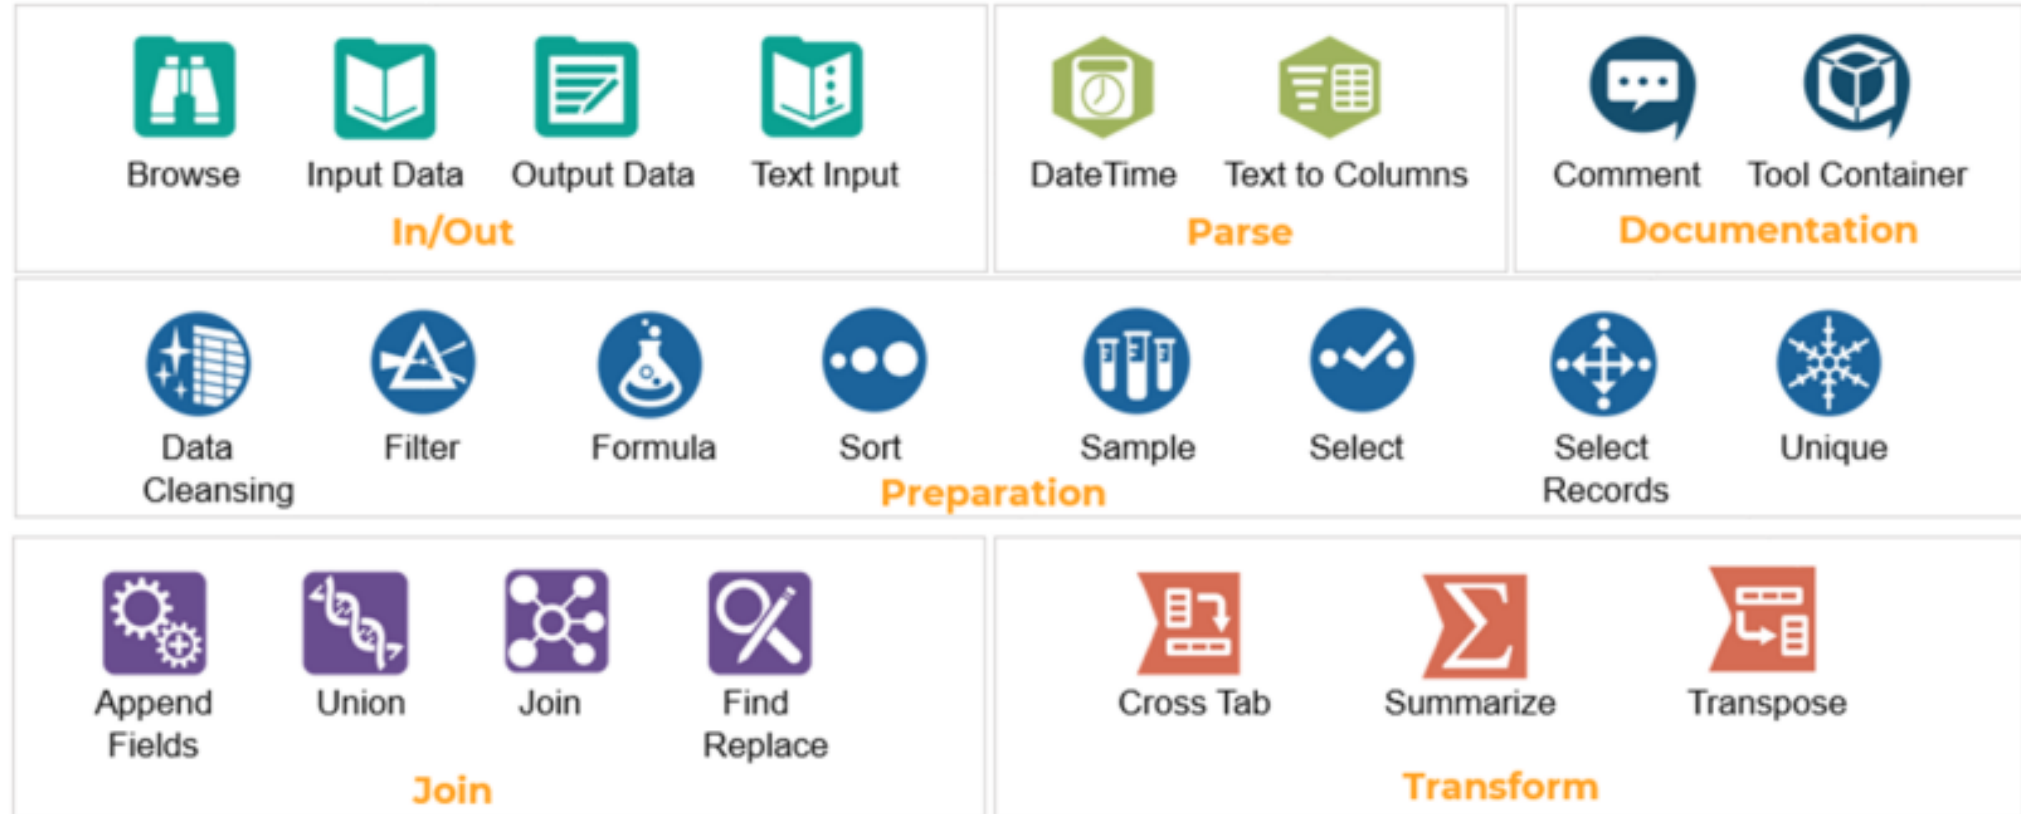 Browse Input Data Output Data Text Input
In/Out
DateTime Text to Columns
Parse
Comment Tool Container
Documentation
Data Cleansing Filter Formula Sort Sample Select Select Records Unique
Preparation
Append Fields Union Join Find Replace
Join
Cross Tab Summarize Transpose
Transform